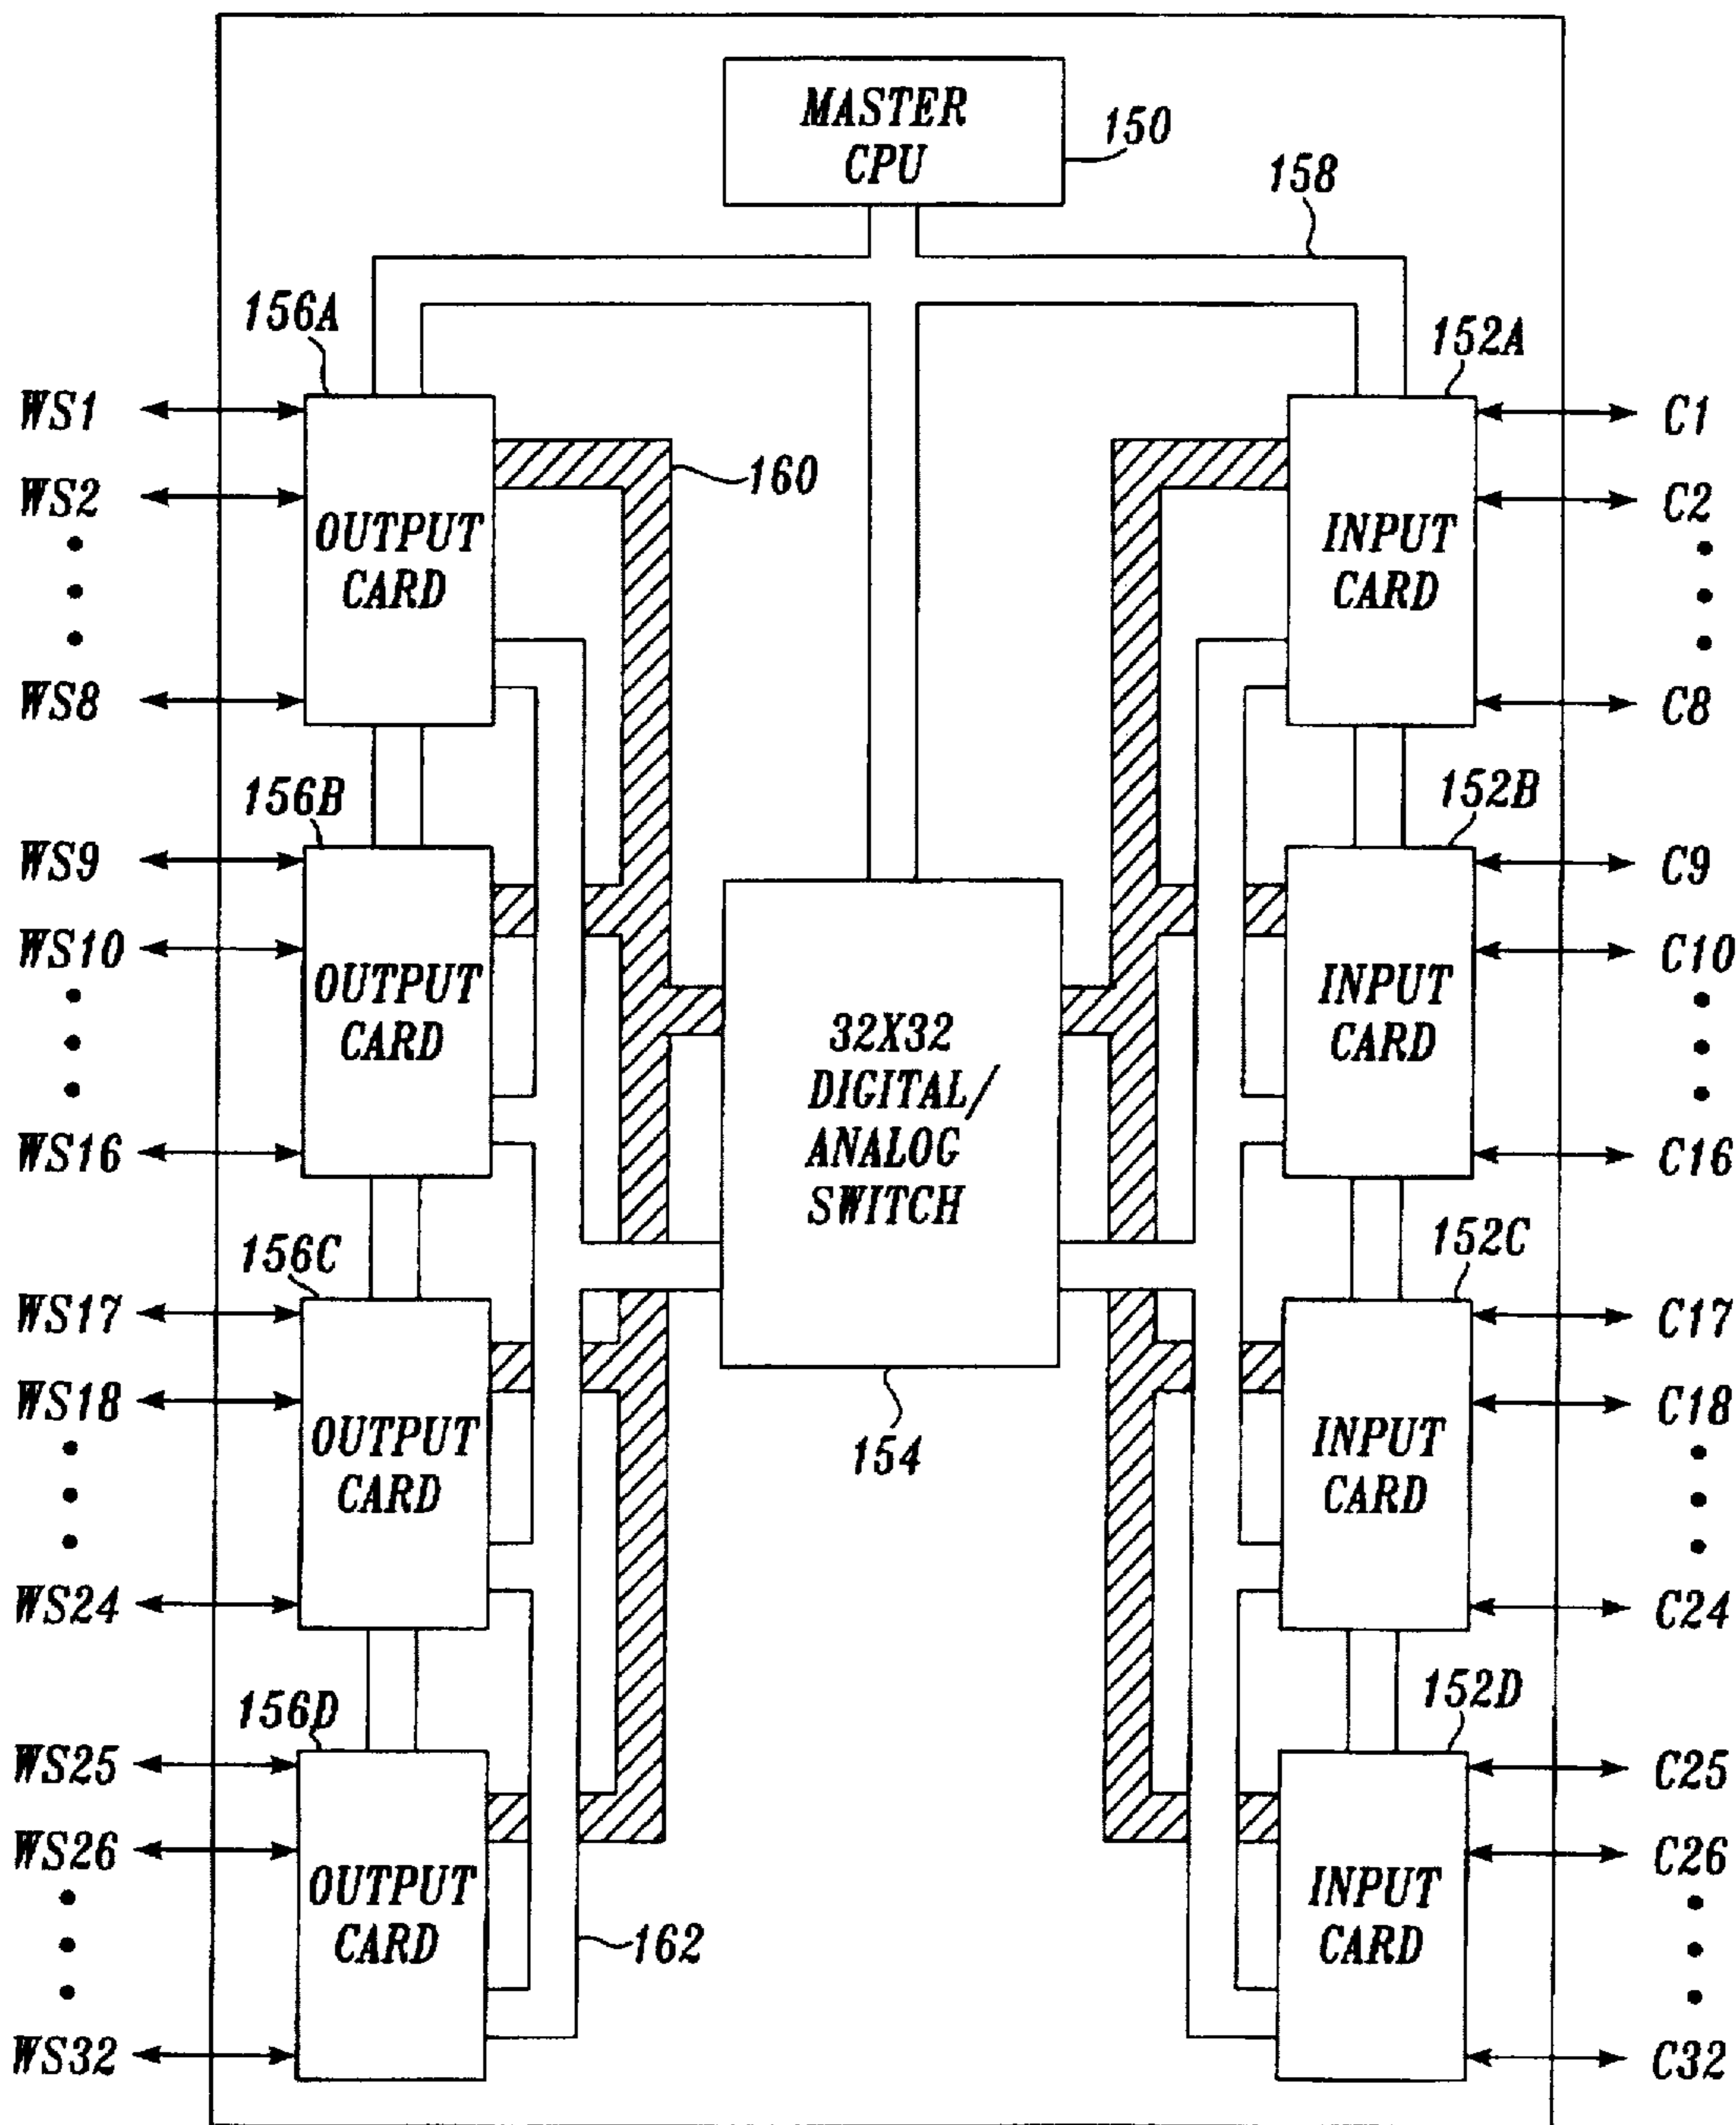 MASTER
CPU
150
158
156A
152A
WS1
WS2
WS8
OUTPUT
CARD
160
INPUT
CARD
C1
C2
C8
156B
152B
WS9
WS10
WS16
OUTPUT
CARD
32X32
DIGITAL/
ANALOG
SWITCH
INPUT
CARD
C9
C10
C16
156C
152C
WS17
WS18
WS24
OUTPUT
CARD
154
INPUT
CARD
C17
C18
C24
156D
152D
WS25
WS26
WS32
OUTPUT
CARD
162
INPUT
CARD
C25
C26
C32